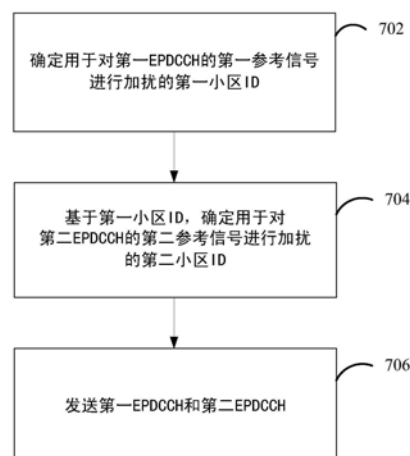 确定用于对第一EPDCCH的第一参考信号
进行加扰的第一小区ID
702
基于第一小区ID，确定用于对
第二EPDCCH的第二参考信号进行加扰
的第二小区ID
704
发送第一EPDCCH和第二EPDCCH
706